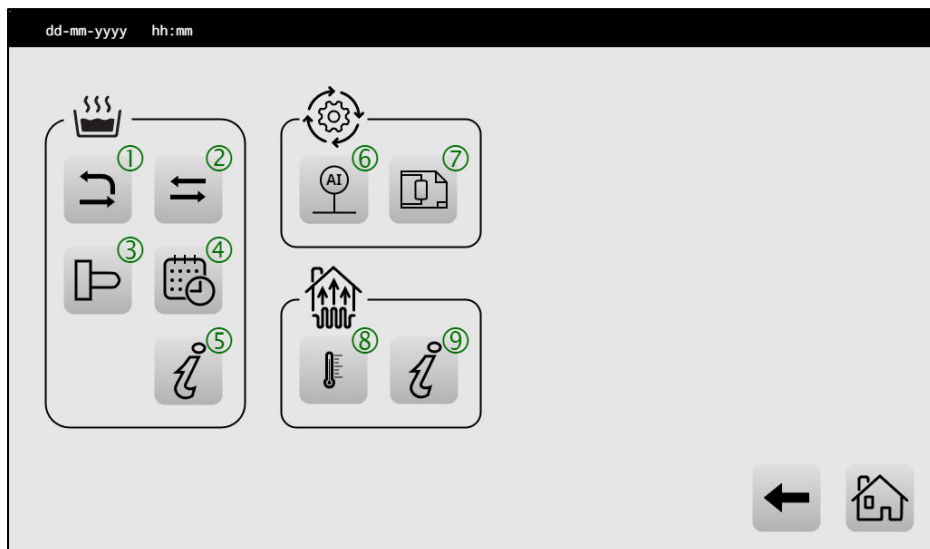 dd-mm-yyyy hh:mm
① ②
③ ④
⑤
AI
⑥ ⑦
⑧ ⑨